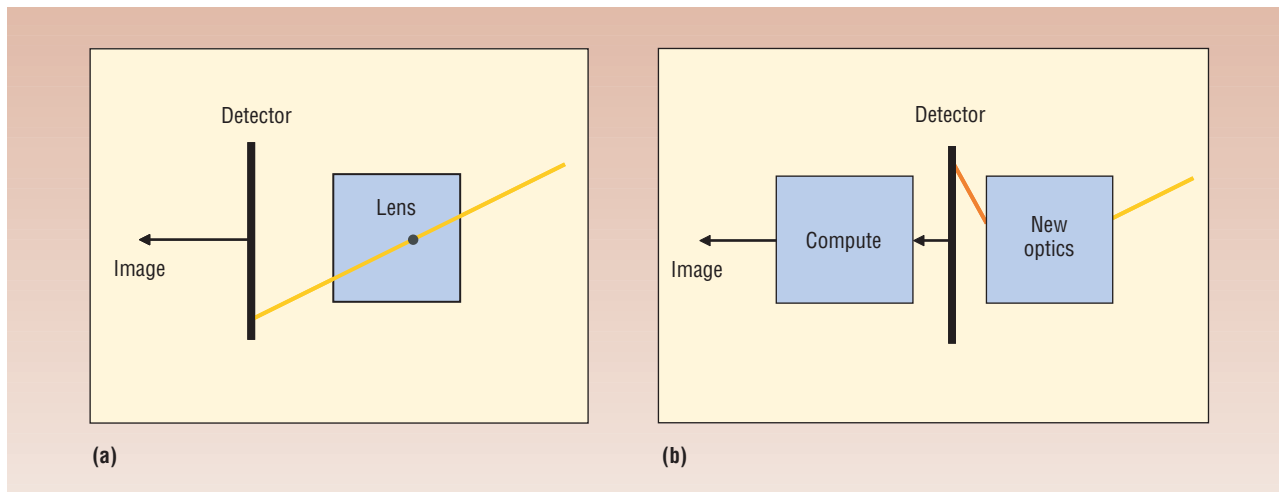 Detector
Lens
Image
(a)
Detector
Compute
New
optics
Image
(b)